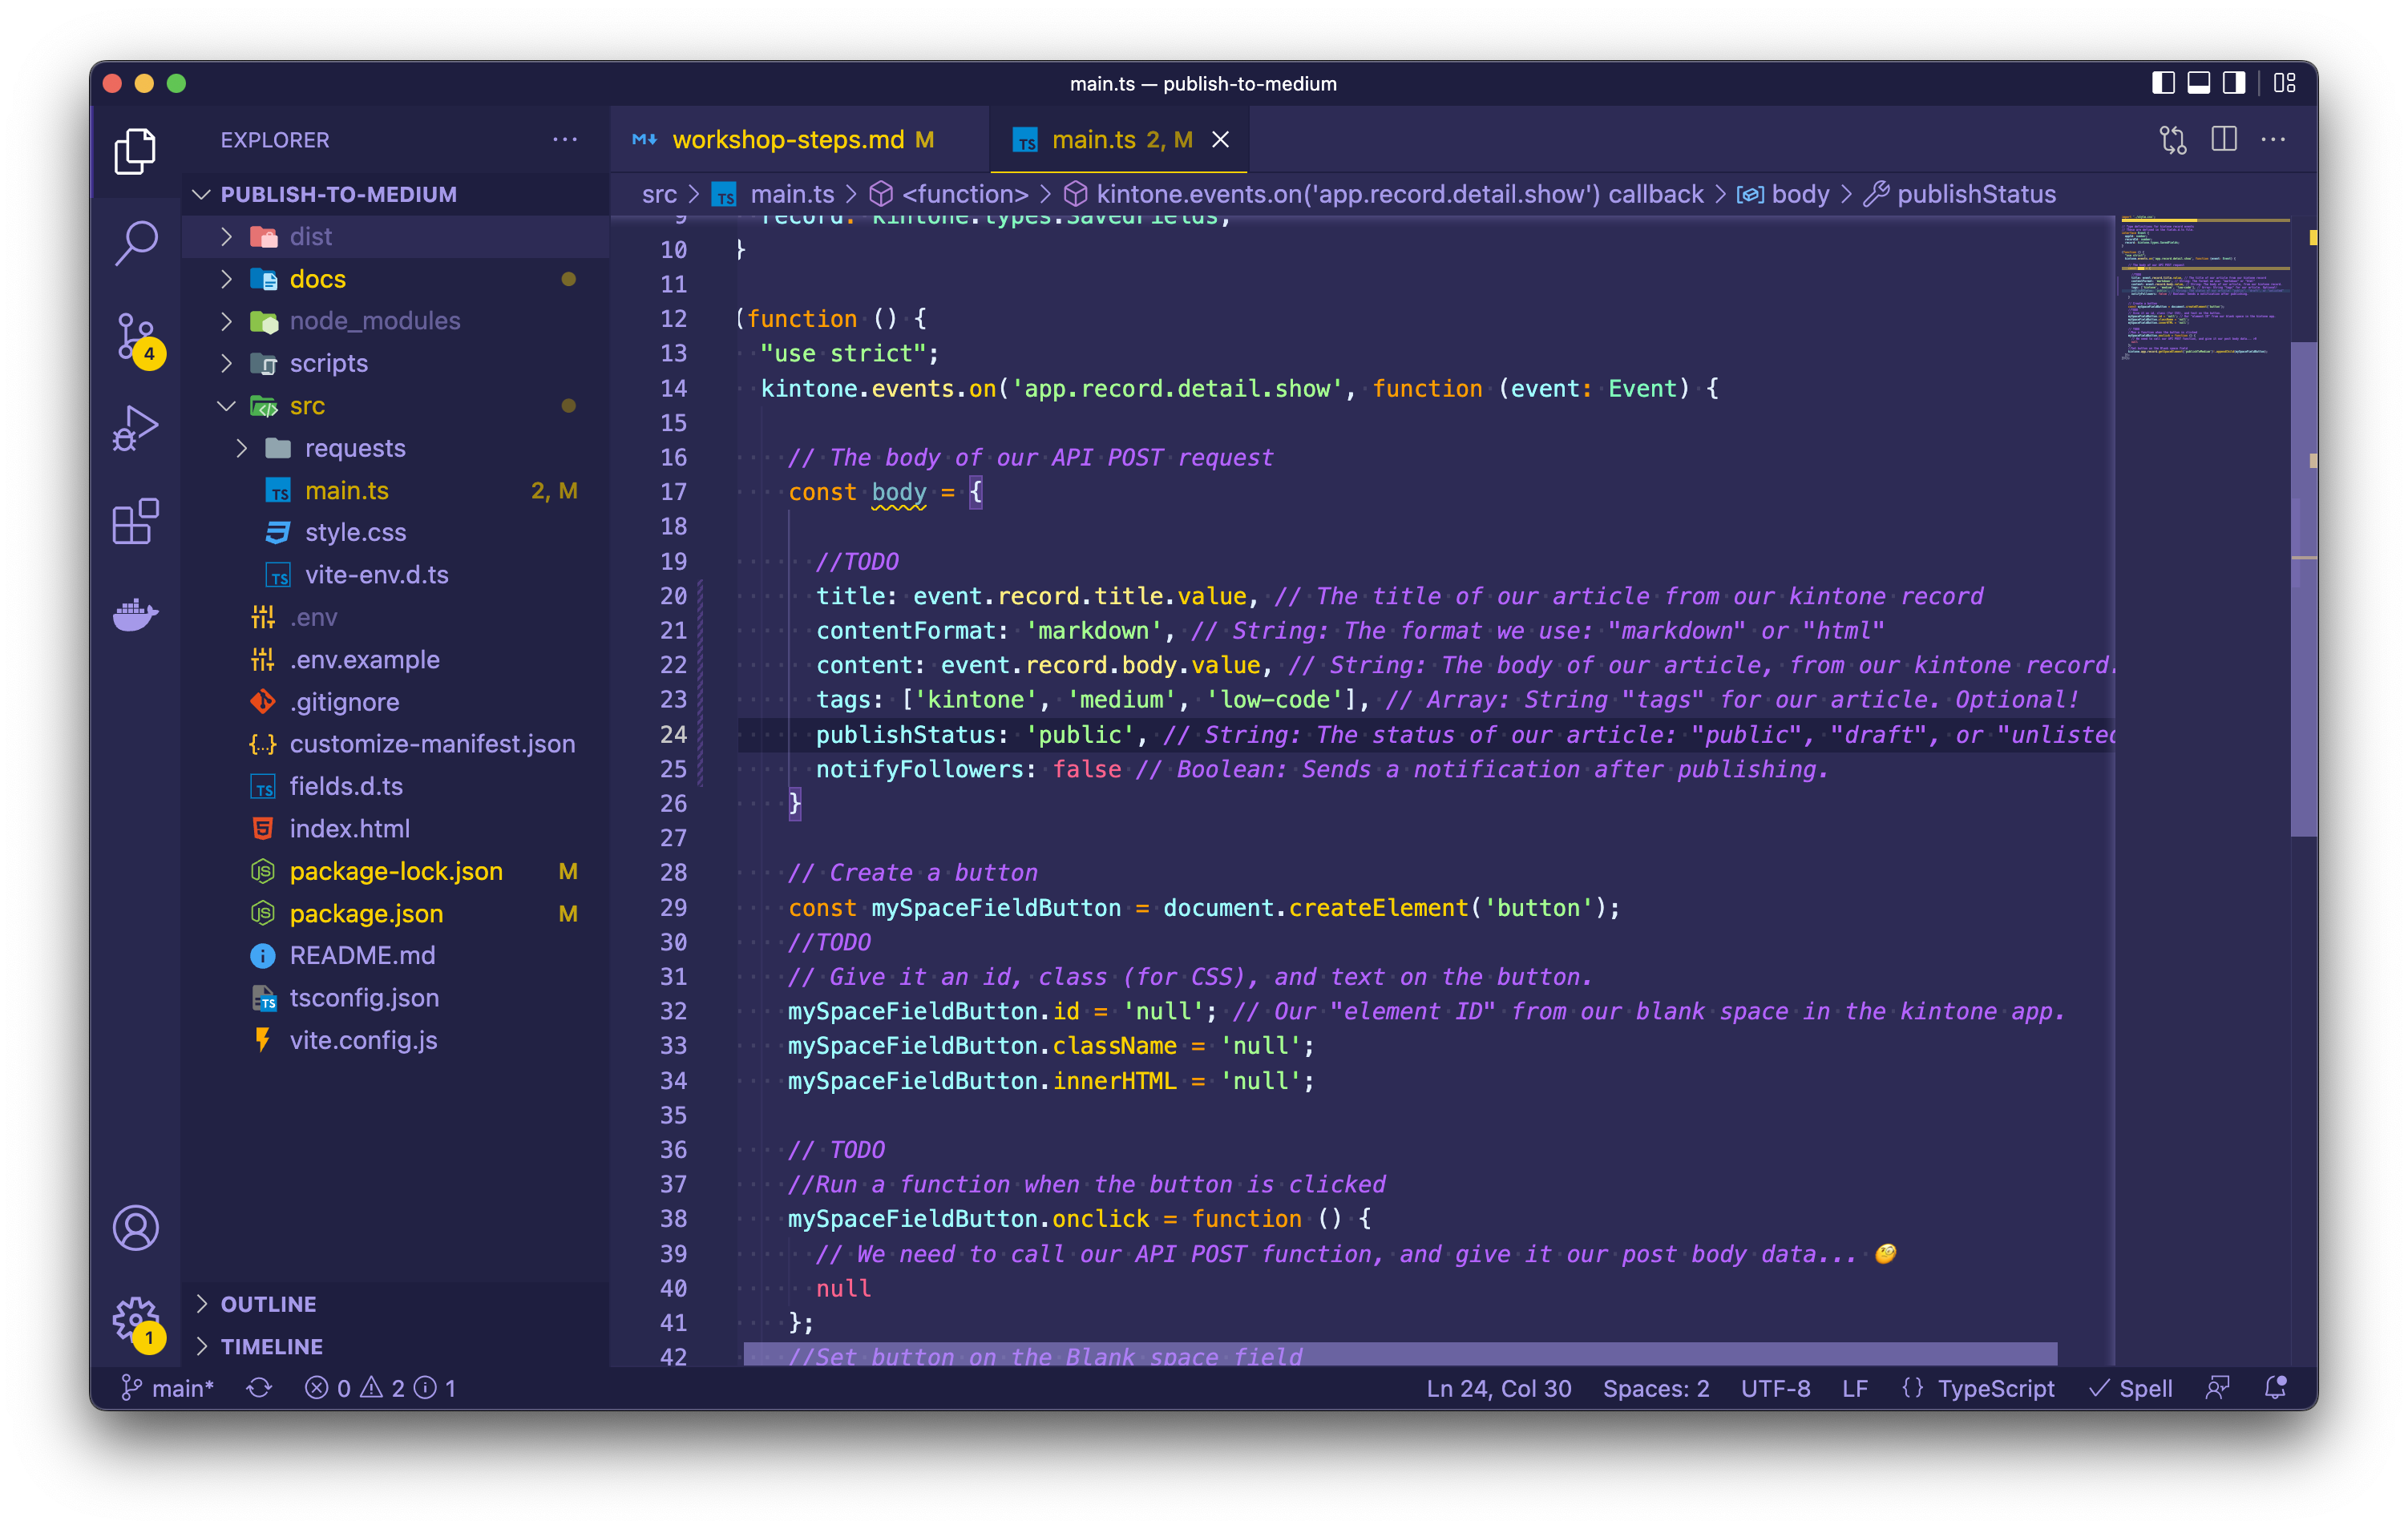 main.ts — publish-to-medium
EXPLORER
workshop-steps.md M
main.ts 2, M
PUBLISH-TO-MEDIUM
src > main.ts > <function> > kintone.events.on('app.record.detail.show') callback > body > publishStatus
dist
docs
node_modules
scripts
src
requests
main.ts 2, M
style.css
vite-env.d.ts
.env
.env.example
.gitignore
customize-manifest.json
fields.d.ts
index.html
package-lock.json M
package.json M
README.md
tsconfig.json
vite.config.js
OUTLINE
TIMELINE
4
1
9 record: kintone.types.SavedFields;
10 }
11
12 (function () {
13 "use strict";
14 kintone.events.on('app.record.detail.show', function (event: Event) {
15
16 // The body of our API POST request
17 const body = {
18
19 //TODO
20 title: event.record.title.value, // The title of our article from our kintone record
21 contentFormat: 'markdown', // String: The format we use: "markdown" or "html"
22 content: event.record.body.value, // String: The body of our article, from our kintone record.
23 tags: ['kintone', 'medium', 'low-code'], // Array: String "tags" for our article. Optional!
24 publishStatus: 'public', // String: The status of our article: "public", "draft", or "unlisted
25 notifyFollowers: false // Boolean: Sends a notification after publishing.
26 }
27
28 // Create a button
29 const mySpaceFieldButton = document.createElement('button');
30 //TODO
31 // Give it an id, class (for CSS), and text on the button.
32 mySpaceFieldButton.id = 'null'; // Our "element ID" from our blank space in the kintone app.
33 mySpaceFieldButton.className = 'null';
34 mySpaceFieldButton.innerHTML = 'null';
35
36 // TODO
37 //Run a function when the button is clicked
38 mySpaceFieldButton.onclick = function () {
39 // We need to call our API POST function, and give it our post body data... 🧐
40 null
41 };
42 //Set button on the Blank space field
main* 0 2 1 Ln 24, Col 30 Spaces: 2 UTF-8 LF {} TypeScript Spell